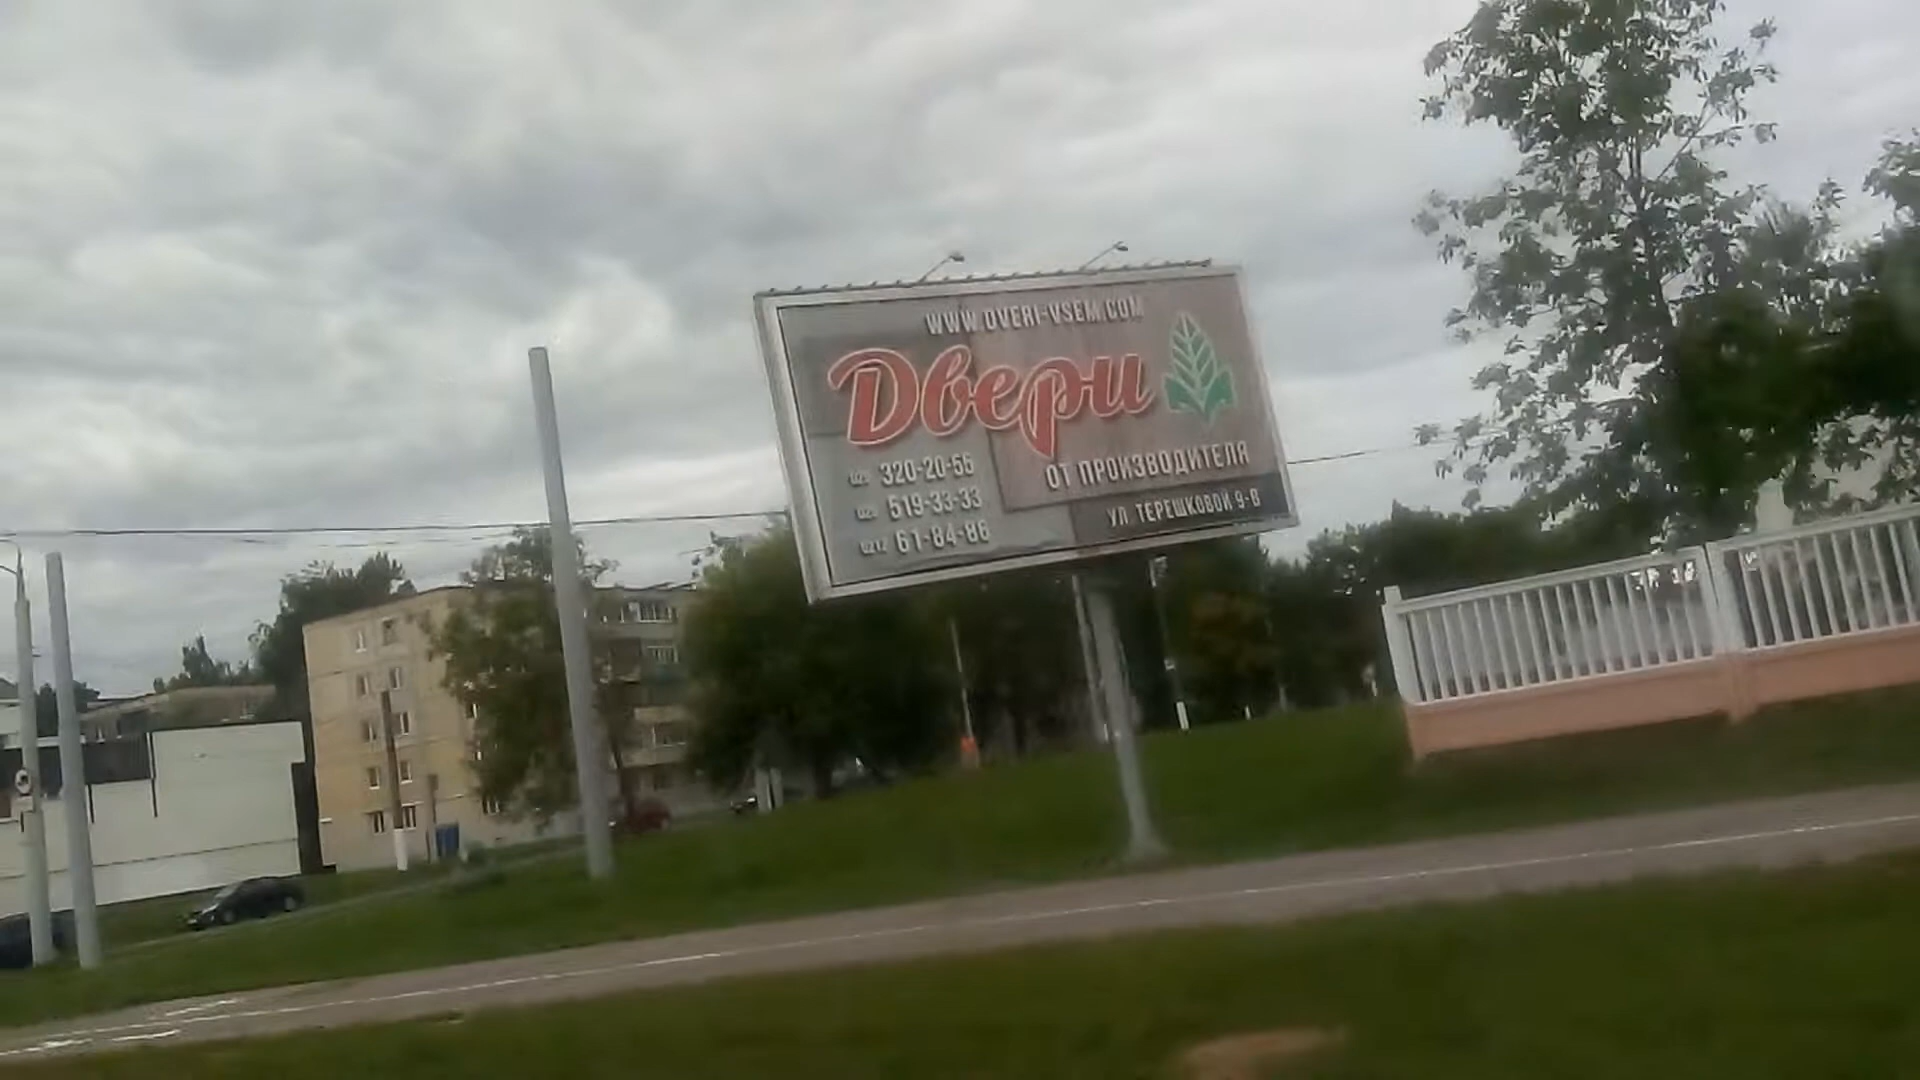 WWW.DVERI-VSEM.COM
Двери
ОТ ПРОИЗВОДИТЕЛЯ
УЛ ТЕРЕШКОВОЙ 9-В
320-20-56
519-33-33
0212 61-84-86